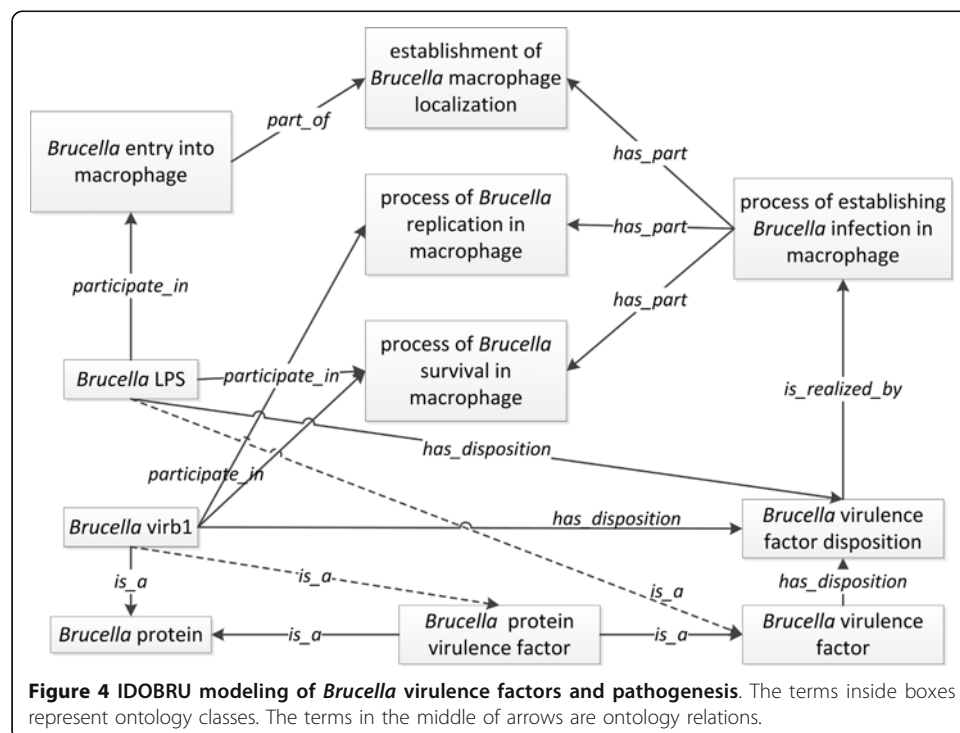 establishment of
Brucella macrophage
localization
part_of
Brucella entry into
macrophage
has_part
process of Brucella
replication in
macrophage
has_part
process of establishing
Brucella infection in
macrophage
participate_in
has_part
process of Brucella
survival in
macrophage
Brucella LPS
participate_in
is_realized_by
has_disposition
participate_in
Brucella virb1
has_disposition
Brucella virulence
factor disposition
is_a
is_a
is_a
has_disposition
Brucella protein
is_a
Brucella protein
virulence factor
is_a
Brucella virulence
factor
Figure 4 IDOBRU modeling of Brucella virulence factors and pathogenesis. The terms inside boxes
represent ontology classes. The terms in the middle of arrows are ontology relations.